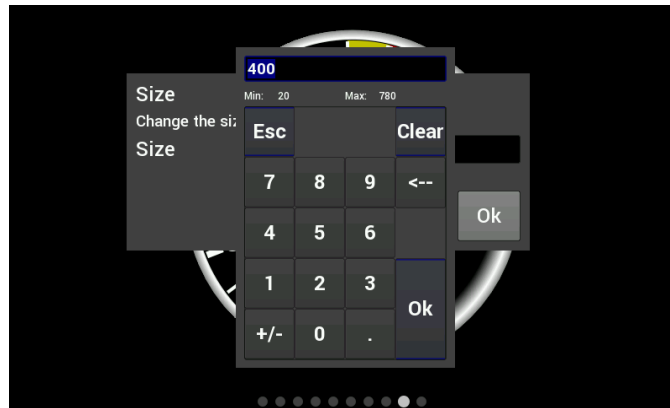 400
Min: 20 Max: 780
Size
Change the siz
Size
Esc Clear
7 8 9 <--
4 5 6
1 2 3
+/- 0 .
Ok
Ok